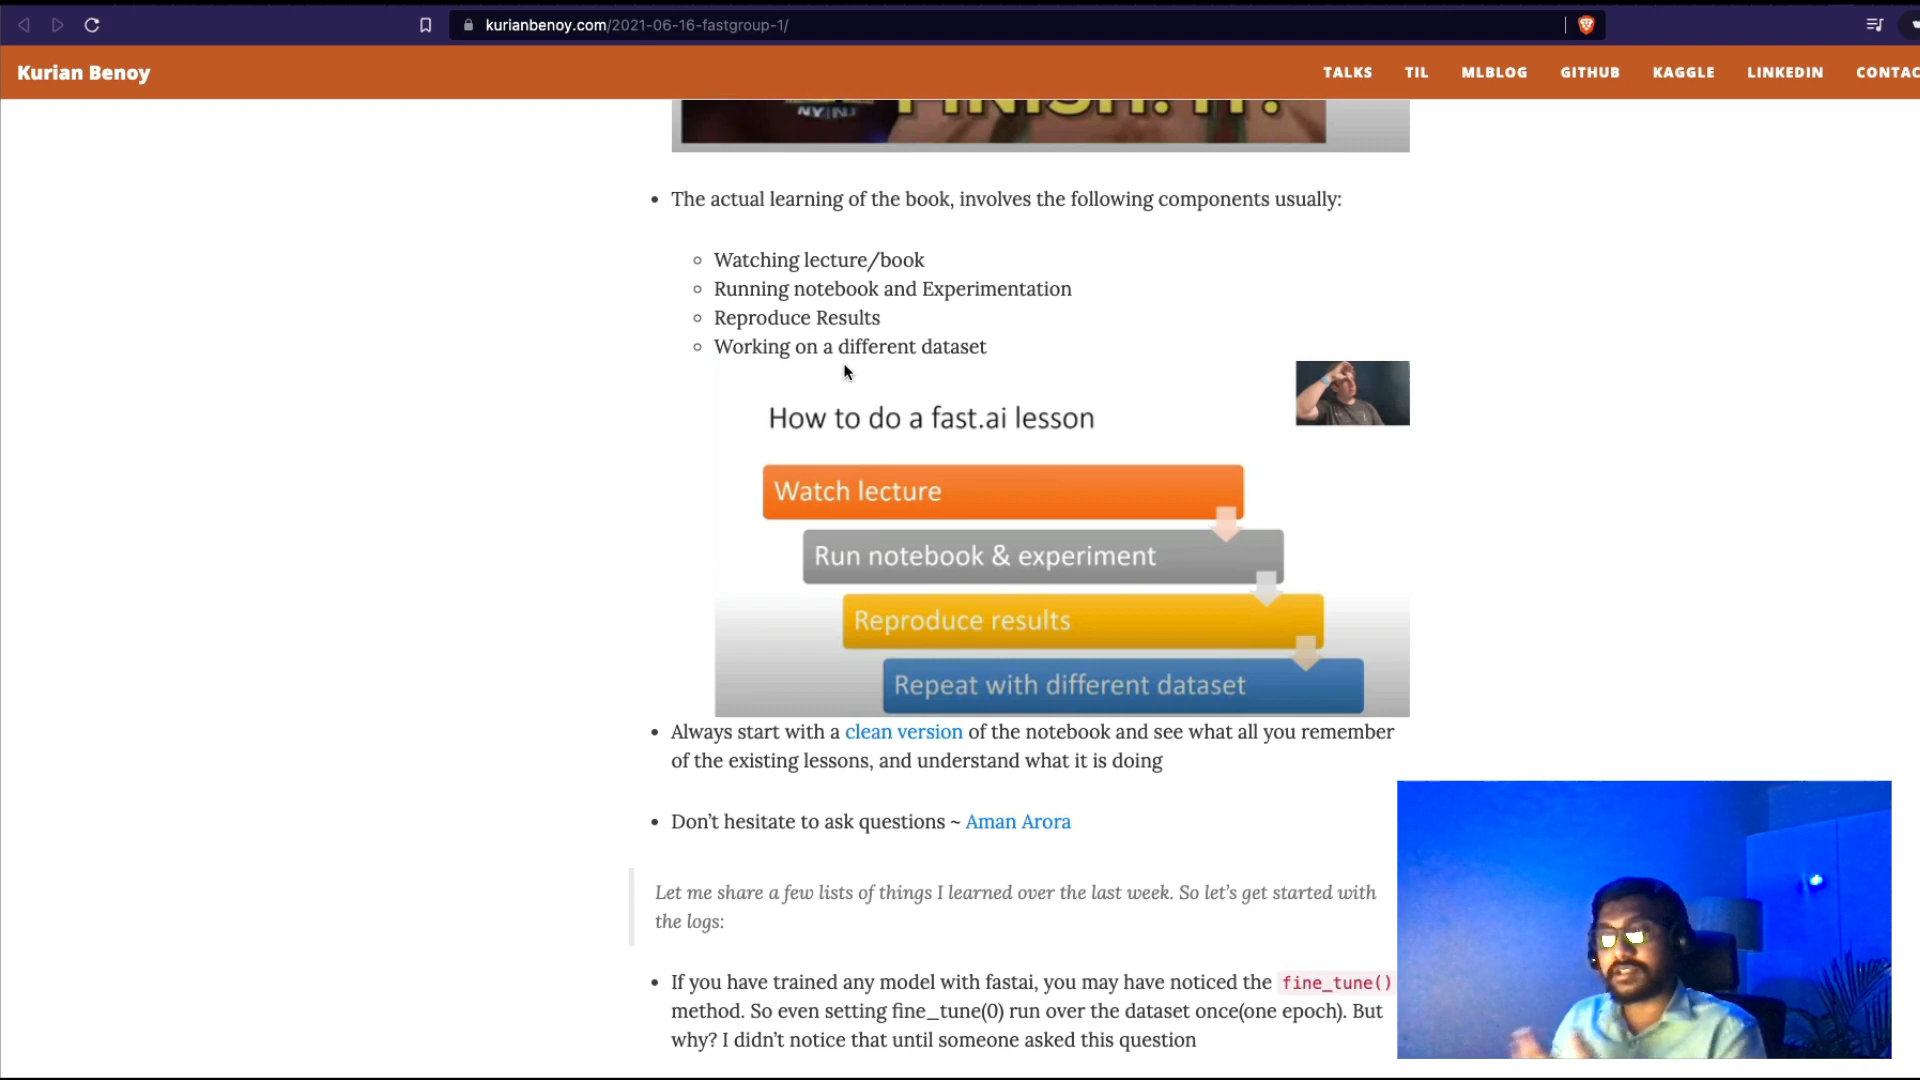 kurianbenoy.com/2021-06-16-fastgroup-1/
Kurian Benoy
TALKS TIL MLBLOG GITHUB KAGGLE LINKEDIN CONTAC
NY|NJ
FINISH. IT.
• The actual learning of the book, involves the following components usually:
Watching lecture/book
Running notebook and Experimentation
Reproduce Results
Working on a different dataset
How to do a fast.ai lesson
Watch lecture
Run notebook & experiment
Reproduce results
Repeat with different dataset
• Always start with a clean version of the notebook and see what all you remember
of the existing lessons, and understand what it is doing
• Don't hesitate to ask questions ~ Aman Arora
Let me share a few lists of things I learned over the last week. So let's get started with
the logs:
• If you have trained any model with fastai, you may have noticed the fine_tune()
method. So even setting fine_tune(0) run over the dataset once(one epoch). But
why? I didn't notice that until someone asked this question